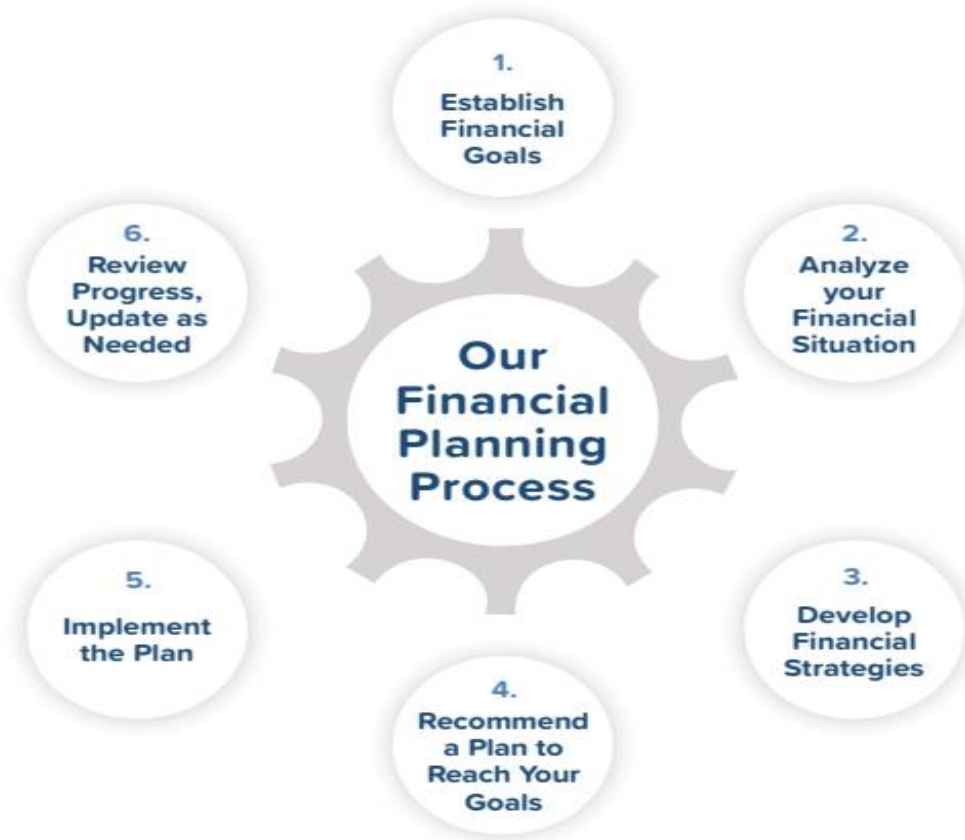 Our
Financial
Planning
Process
1.
Establish
Financial
Goals
2.
Analyze
your
Financial
Situation
3.
Develop
Financial
Strategies
4.
Recommend
a Plan to
Reach Your
Goals
5.
Implement
the Plan
6.
Review
Progress,
Update as
Needed